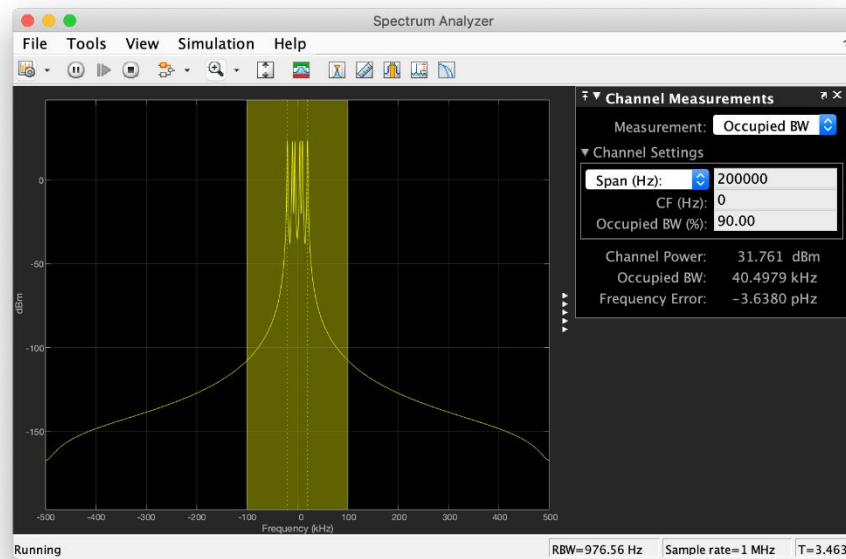 Spectrum Analyzer
File Tools View Simulation Help
Channel Measurements
Measurement: Occupied BW
Channel Settings
Span (Hz): 200000
CF (Hz): 0
Occupied BW (%): 90.00
Channel Power: 31.761 dBm
Occupied BW: 40.4979 kHz
Frequency Error: -3.6380 pHz
dBm
0
-50
-100
-150
-500 -400 -300 -200 -100 0 100 200 300 400 500
Frequency (kHz)
Running RBW=976.56 Hz Sample rate=1 MHz T=3.463